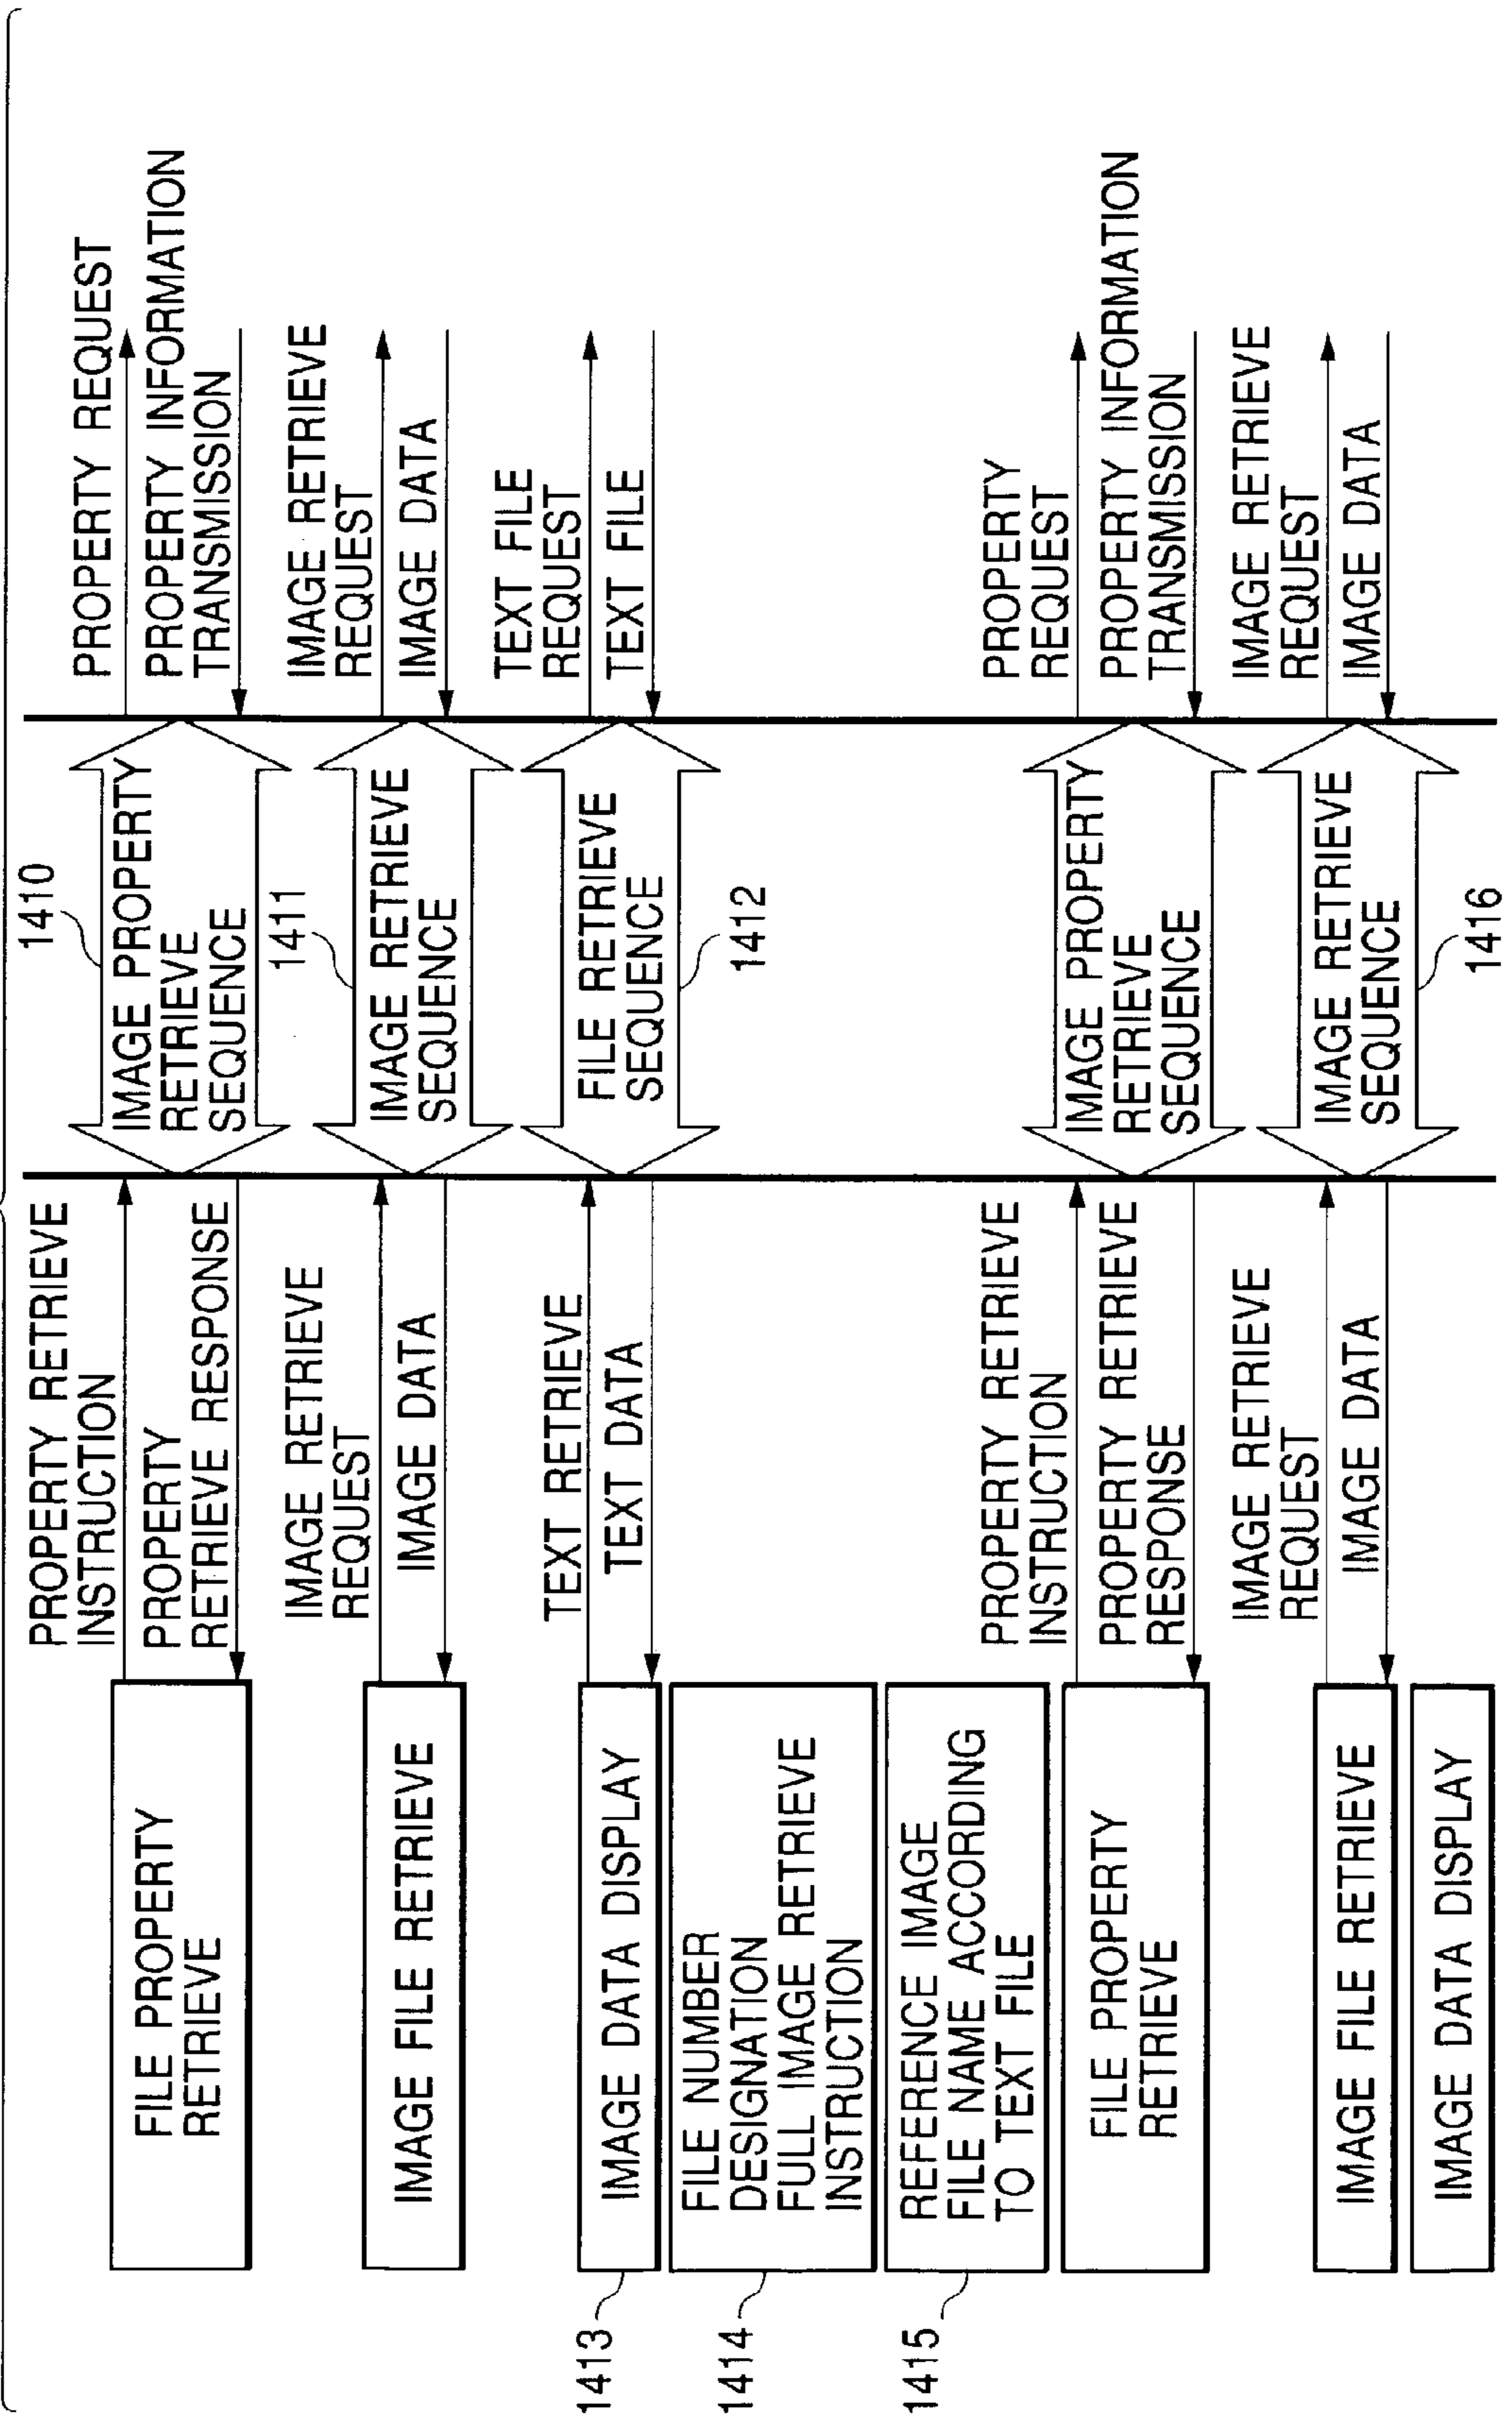 PROPERTY RETRIEVE
INSTRUCTION
1410
PROPERTY REQUEST
FILE PROPERTY
RETRIEVE
PROPERTY
RETRIEVE RESPONSE
IMAGE PROPERTY
RETRIEVE
SEQUENCE
PROPERTY INFORMATION
TRANSMISSION
IMAGE FILE RETRIEVE
IMAGE RETRIEVE
REQUEST
IMAGE DATA
1411
IMAGE RETRIEVE
SEQUENCE
IMAGE RETRIEVE
REQUEST
IMAGE DATA
1413
IMAGE DATA DISPLAY
TEXT RETRIEVE
TEXT DATA
FILE RETRIEVE
SEQUENCE
1412
TEXT FILE
REQUEST
TEXT FILE
1414
FILE NUMBER
DESIGNATION
FULL IMAGE RETRIEVE
INSTRUCTION
1415
REFERENCE IMAGE
FILE NAME ACCORDING
TO TEXT FILE
FILE PROPERTY
RETRIEVE
PROPERTY RETRIEVE
INSTRUCTION
PROPERTY RETRIEVE
RESPONSE
IMAGE PROPERTY
RETRIEVE
SEQUENCE
PROPERTY
REQUEST
PROPERTY INFORMATION
TRANSMISSION
IMAGE FILE RETRIEVE
IMAGE RETRIEVE
REQUEST
IMAGE DATA
IMAGE RETRIEVE
SEQUENCE
1416
IMAGE RETRIEVE
REQUEST
IMAGE DATA
IMAGE DATA DISPLAY